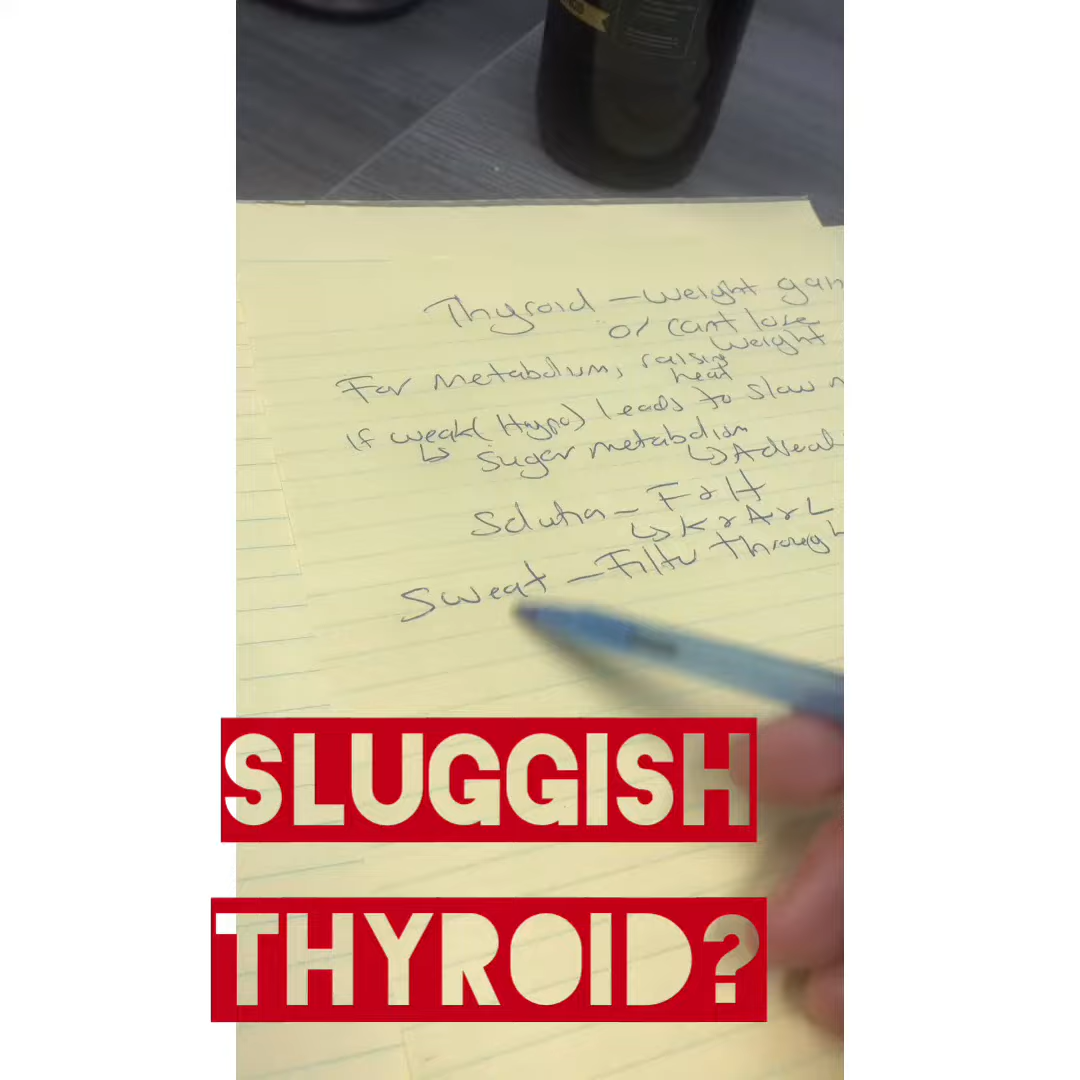 Thyroid - weight gain
or cant lose
weight
For metabolism, raising
heat
If weak (Hypo) leads to slow
↳ sugar metabolism
↳ Adrenal
Solution - F & H
↳ K & A & L
Sweat - Filter through
SLUGGISH
THYROID?